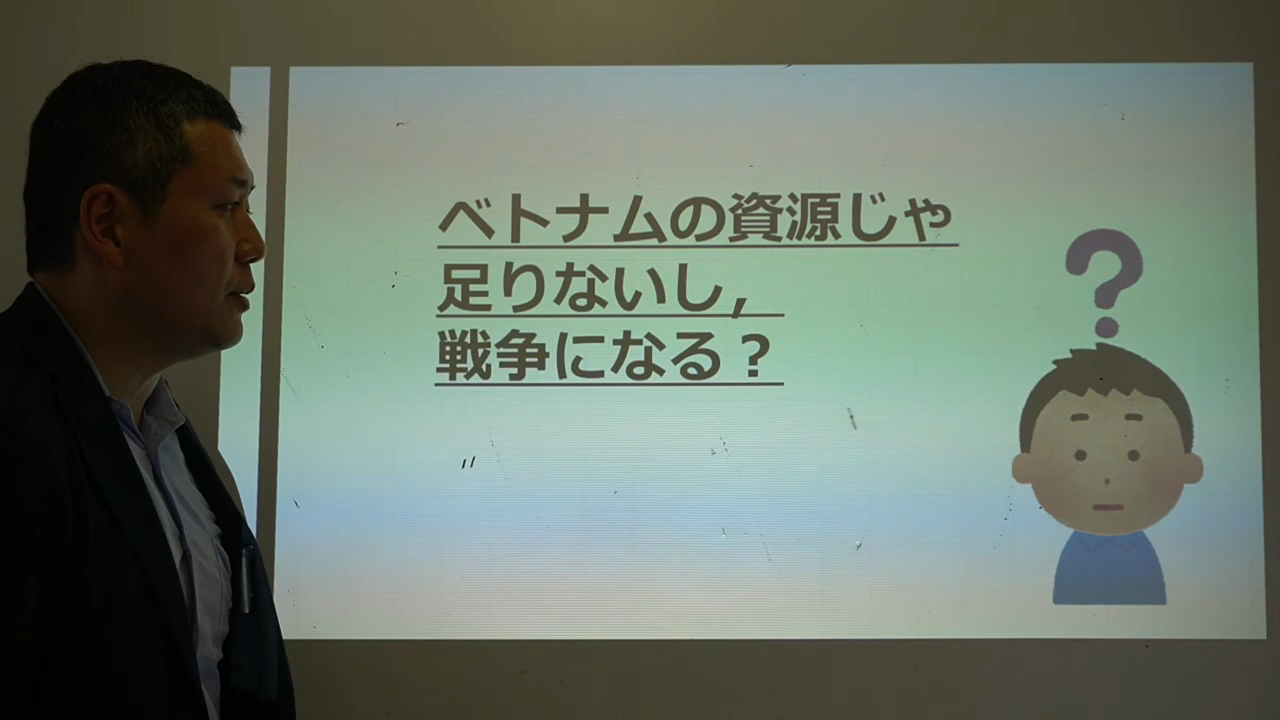 ベトナムの資源じゃ
足りないし，
戦争になる？
？